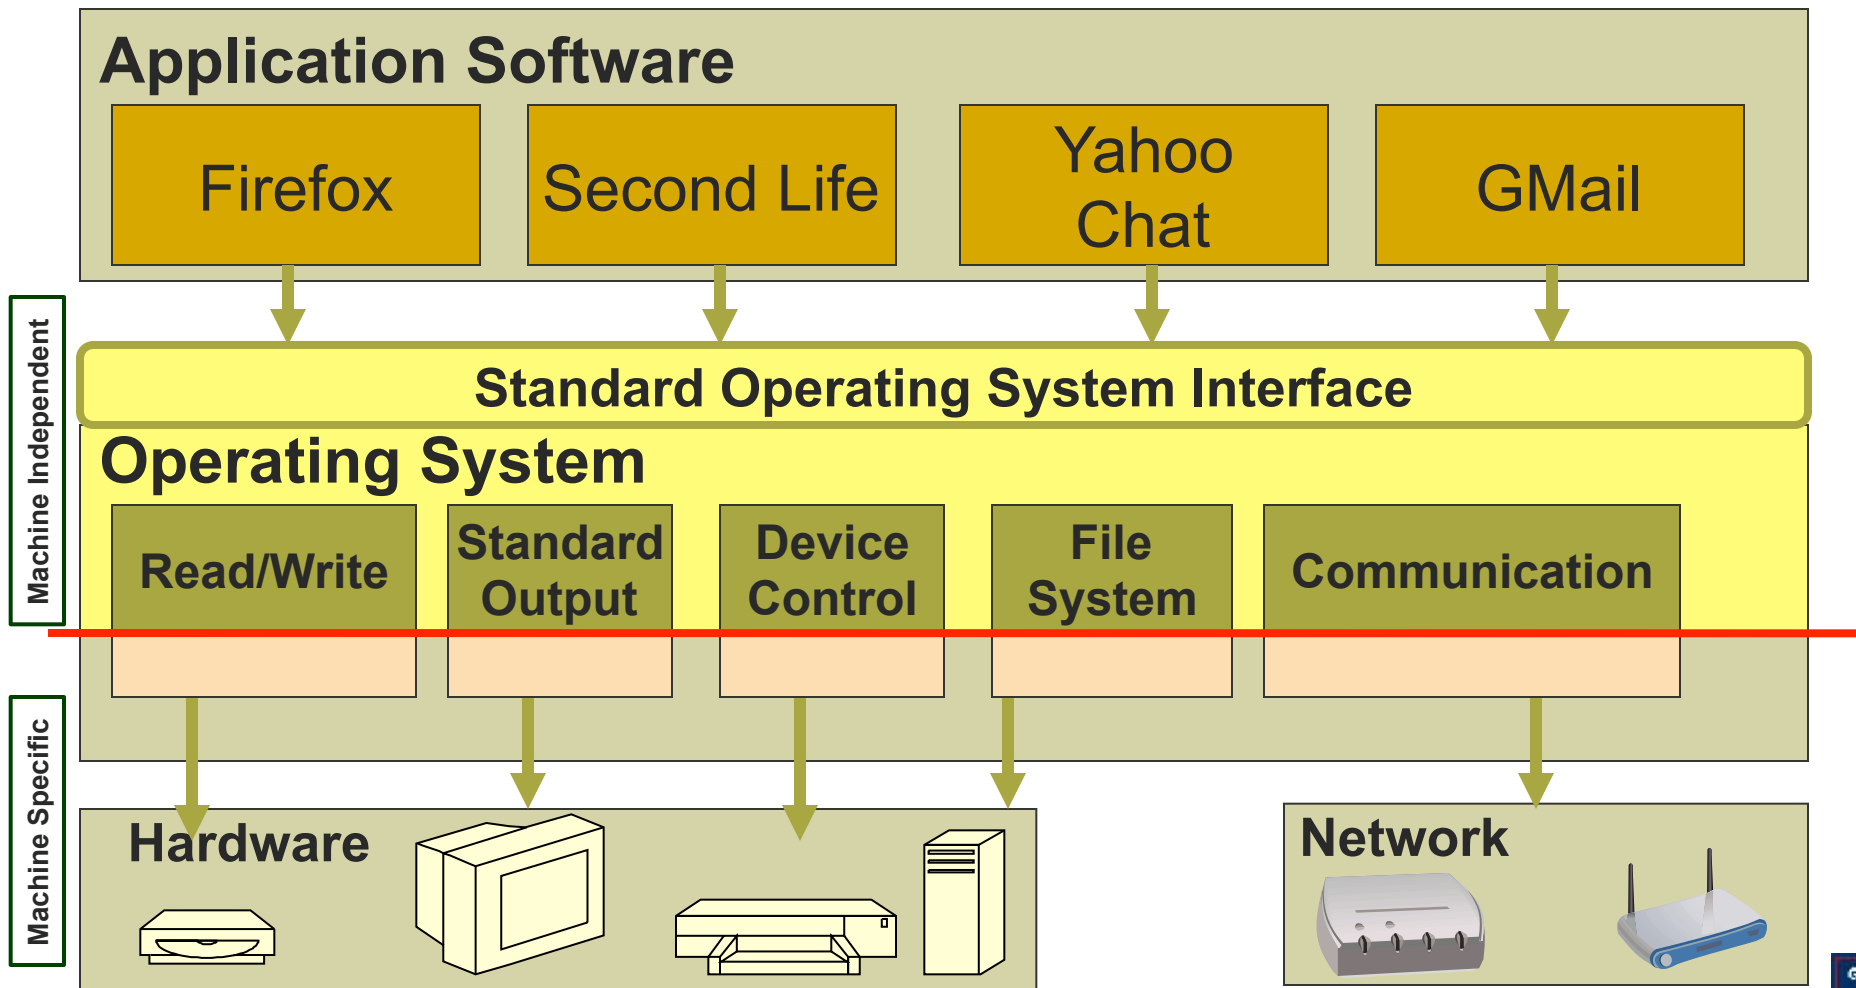 Application Software
Firefox
Second Life
Yahoo
Chat
GMail
Machine Independent
Standard Operating System Interface
Operating System
Read/Write
Standard
Output
Device
Control
File
System
Communication
Machine Specific
Hardware
Network